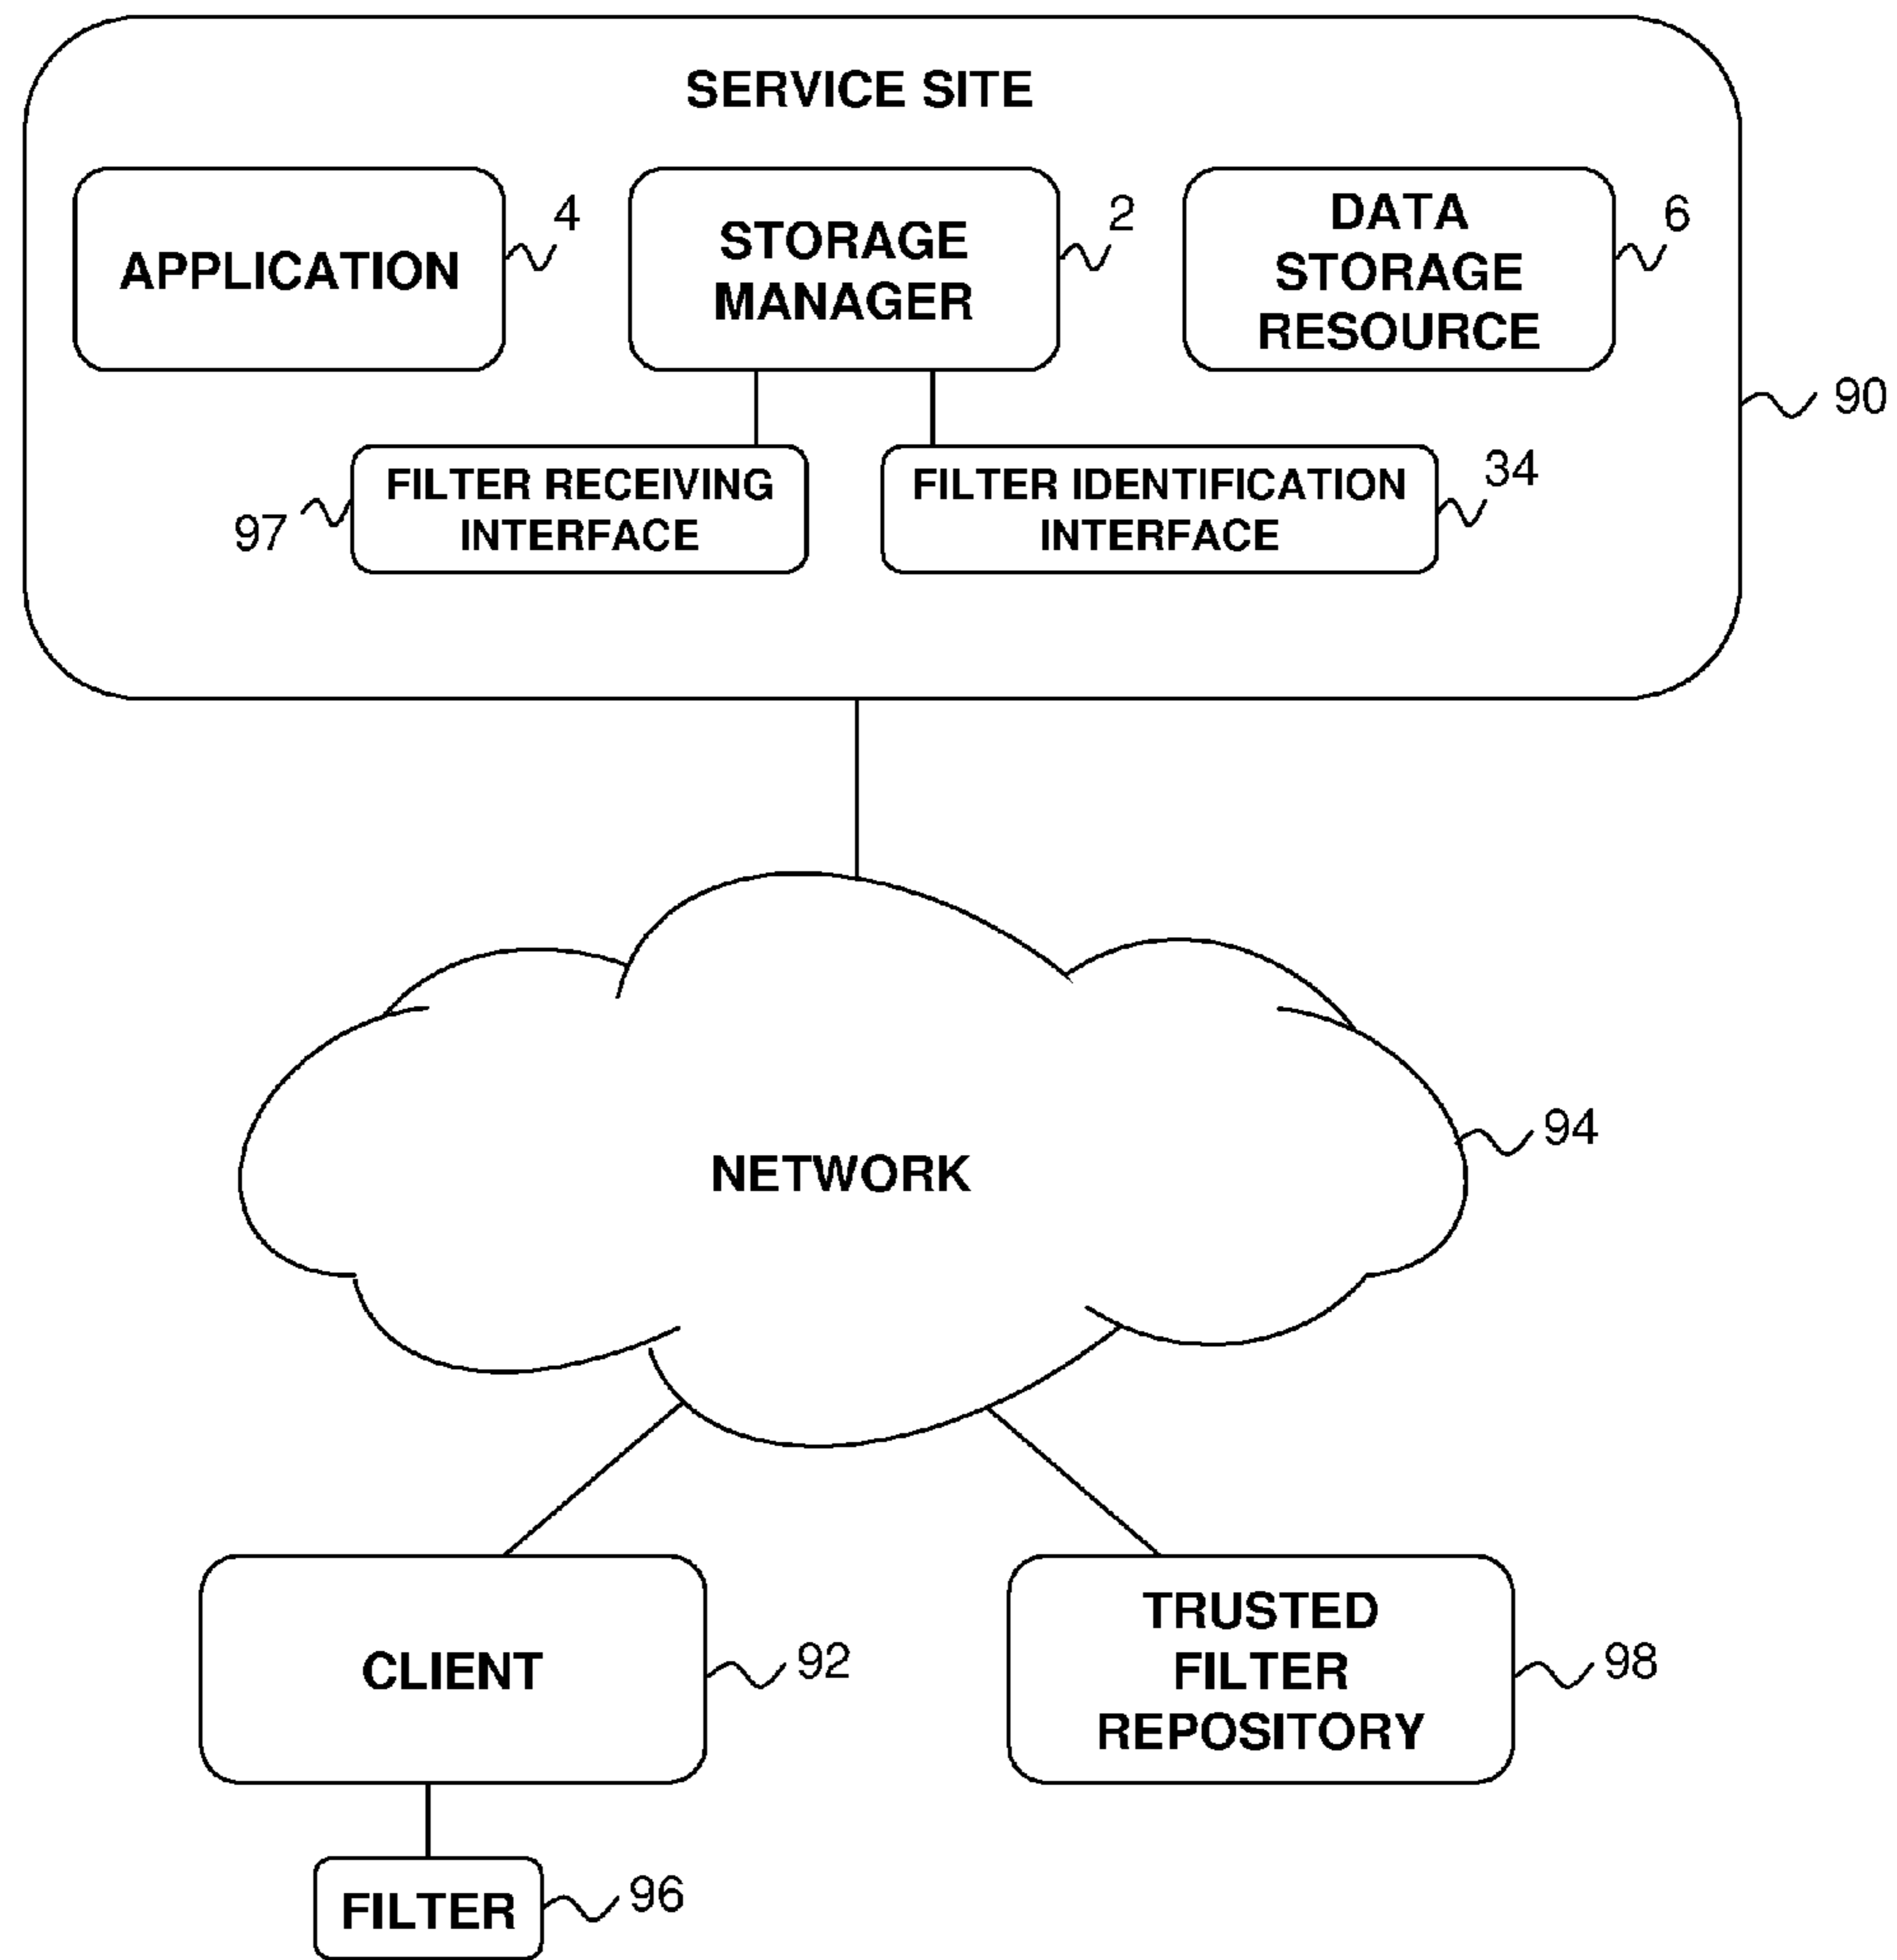 SERVICE SITE
APPLICATION
4
STORAGE
MANAGER
2
DATA
STORAGE
RESOURCE
6
90
FILTER RECEIVING
INTERFACE
97
FILTER IDENTIFICATION
INTERFACE
34
NETWORK
94
CLIENT
92
TRUSTED
FILTER
REPOSITORY
98
FILTER
96